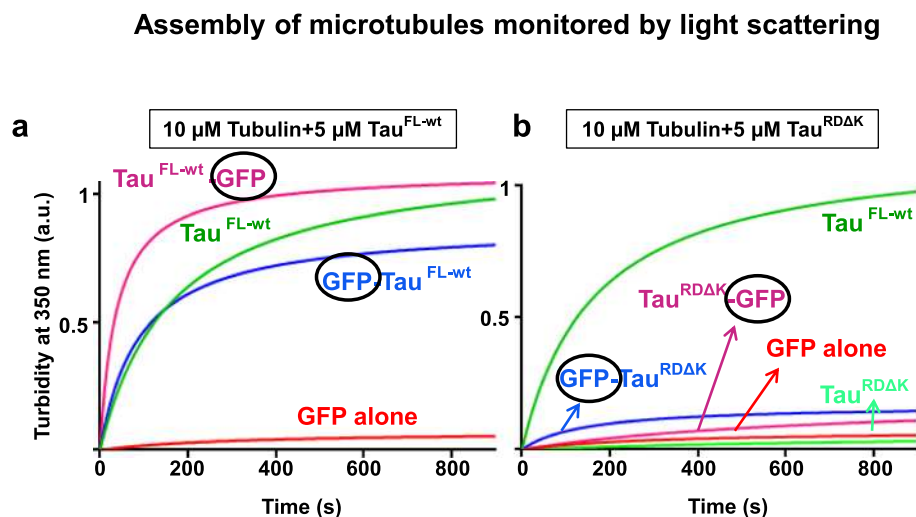 Assembly of microtubules monitored by light scattering
a
10 µM Tubulin+5 µM Tau^FL-wt
Turbidity at 350 nm (a.u.)
1
0.5
0
200
400
600
800
Time (s)
Tau^FL-wt-GFP
Tau^FL-wt
GFP-Tau^FL-wt
GFP alone
b
10 µM Tubulin+5 µM Tau^RDΔK
1
0.5
0
200
400
600
800
Time (s)
Tau^FL-wt
Tau^RDΔK-GFP
GFP alone
GFP-Tau^RDΔK
Tau^RDΔK